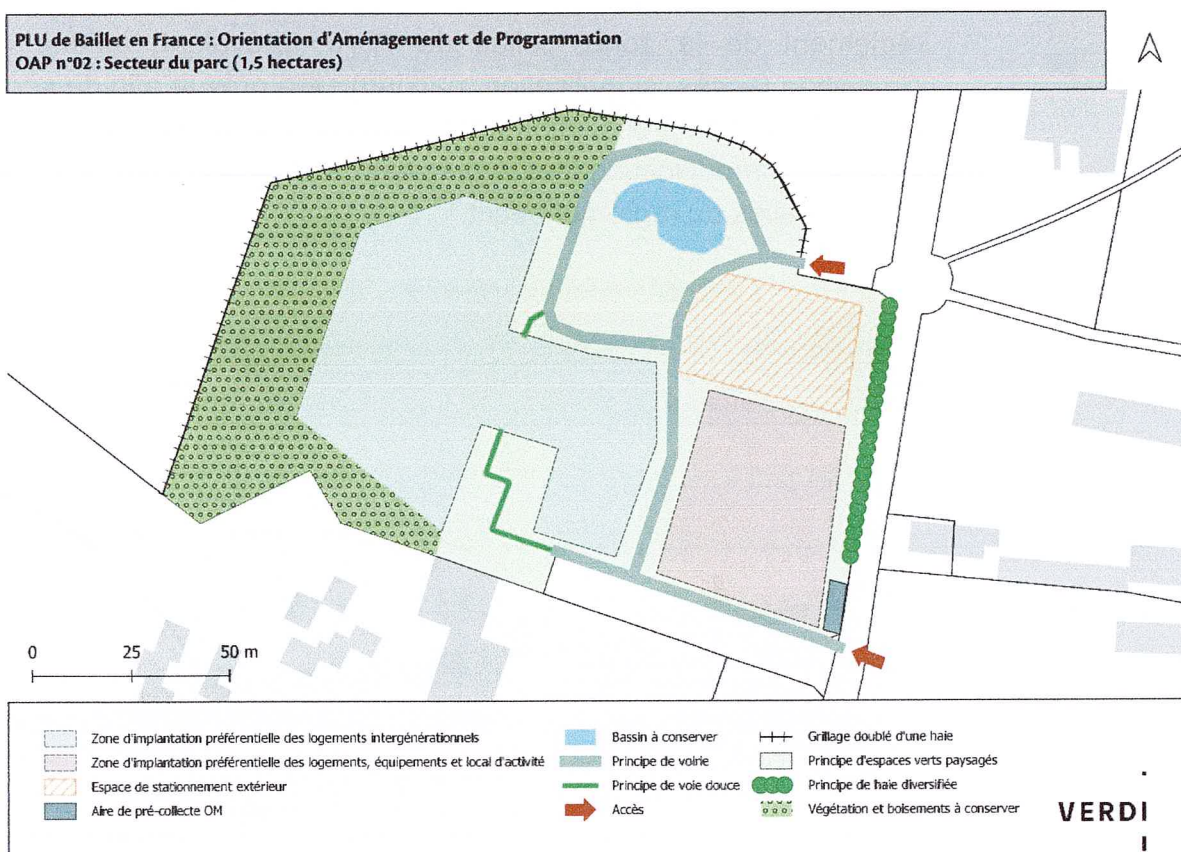 PLU de Baillet en France : Orientation d'Aménagement et de Programmation
OAP n°02 : Secteur du parc (1,5 hectares)
0 25 50 m
Zone d'implantation préférentielle des logements intergénérationnels
Zone d'implantation préférentielle des logements, équipements et local d'activité
Espace de stationnement extérieur
Aire de pré-collecte OM
Bassin à conserver
Principe de voirie
Principe de voie douce
Accès
Grillage doublé d'une haie
Principe d'espaces verts paysagés
Principe de haie diversifiée
Végétation et boisements à conserver
VERDI